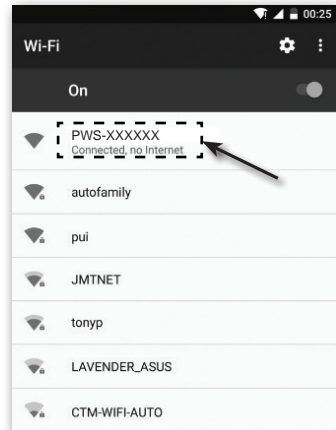 00:25
Wi-Fi
On
PWS-XXXXXX
Connected, no Internet
autofamily
pui
JMTNET
tonyp
LAVENDER_ASUS
CTM-WIFI-AUTO